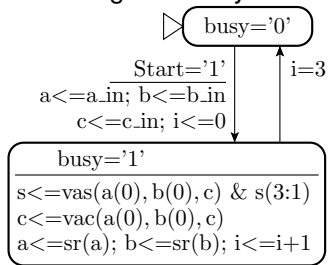 busy='0'
Start='1'
i=3
a<=a_in; b<=b_in
c<=c_in; i<=0
busy='1'
s<=vas(a(0),b(0),c) & s(3:1)
c<=vac(a(0),b(0),c)
a<=sr(a); b<=sr(b); i<=i+1